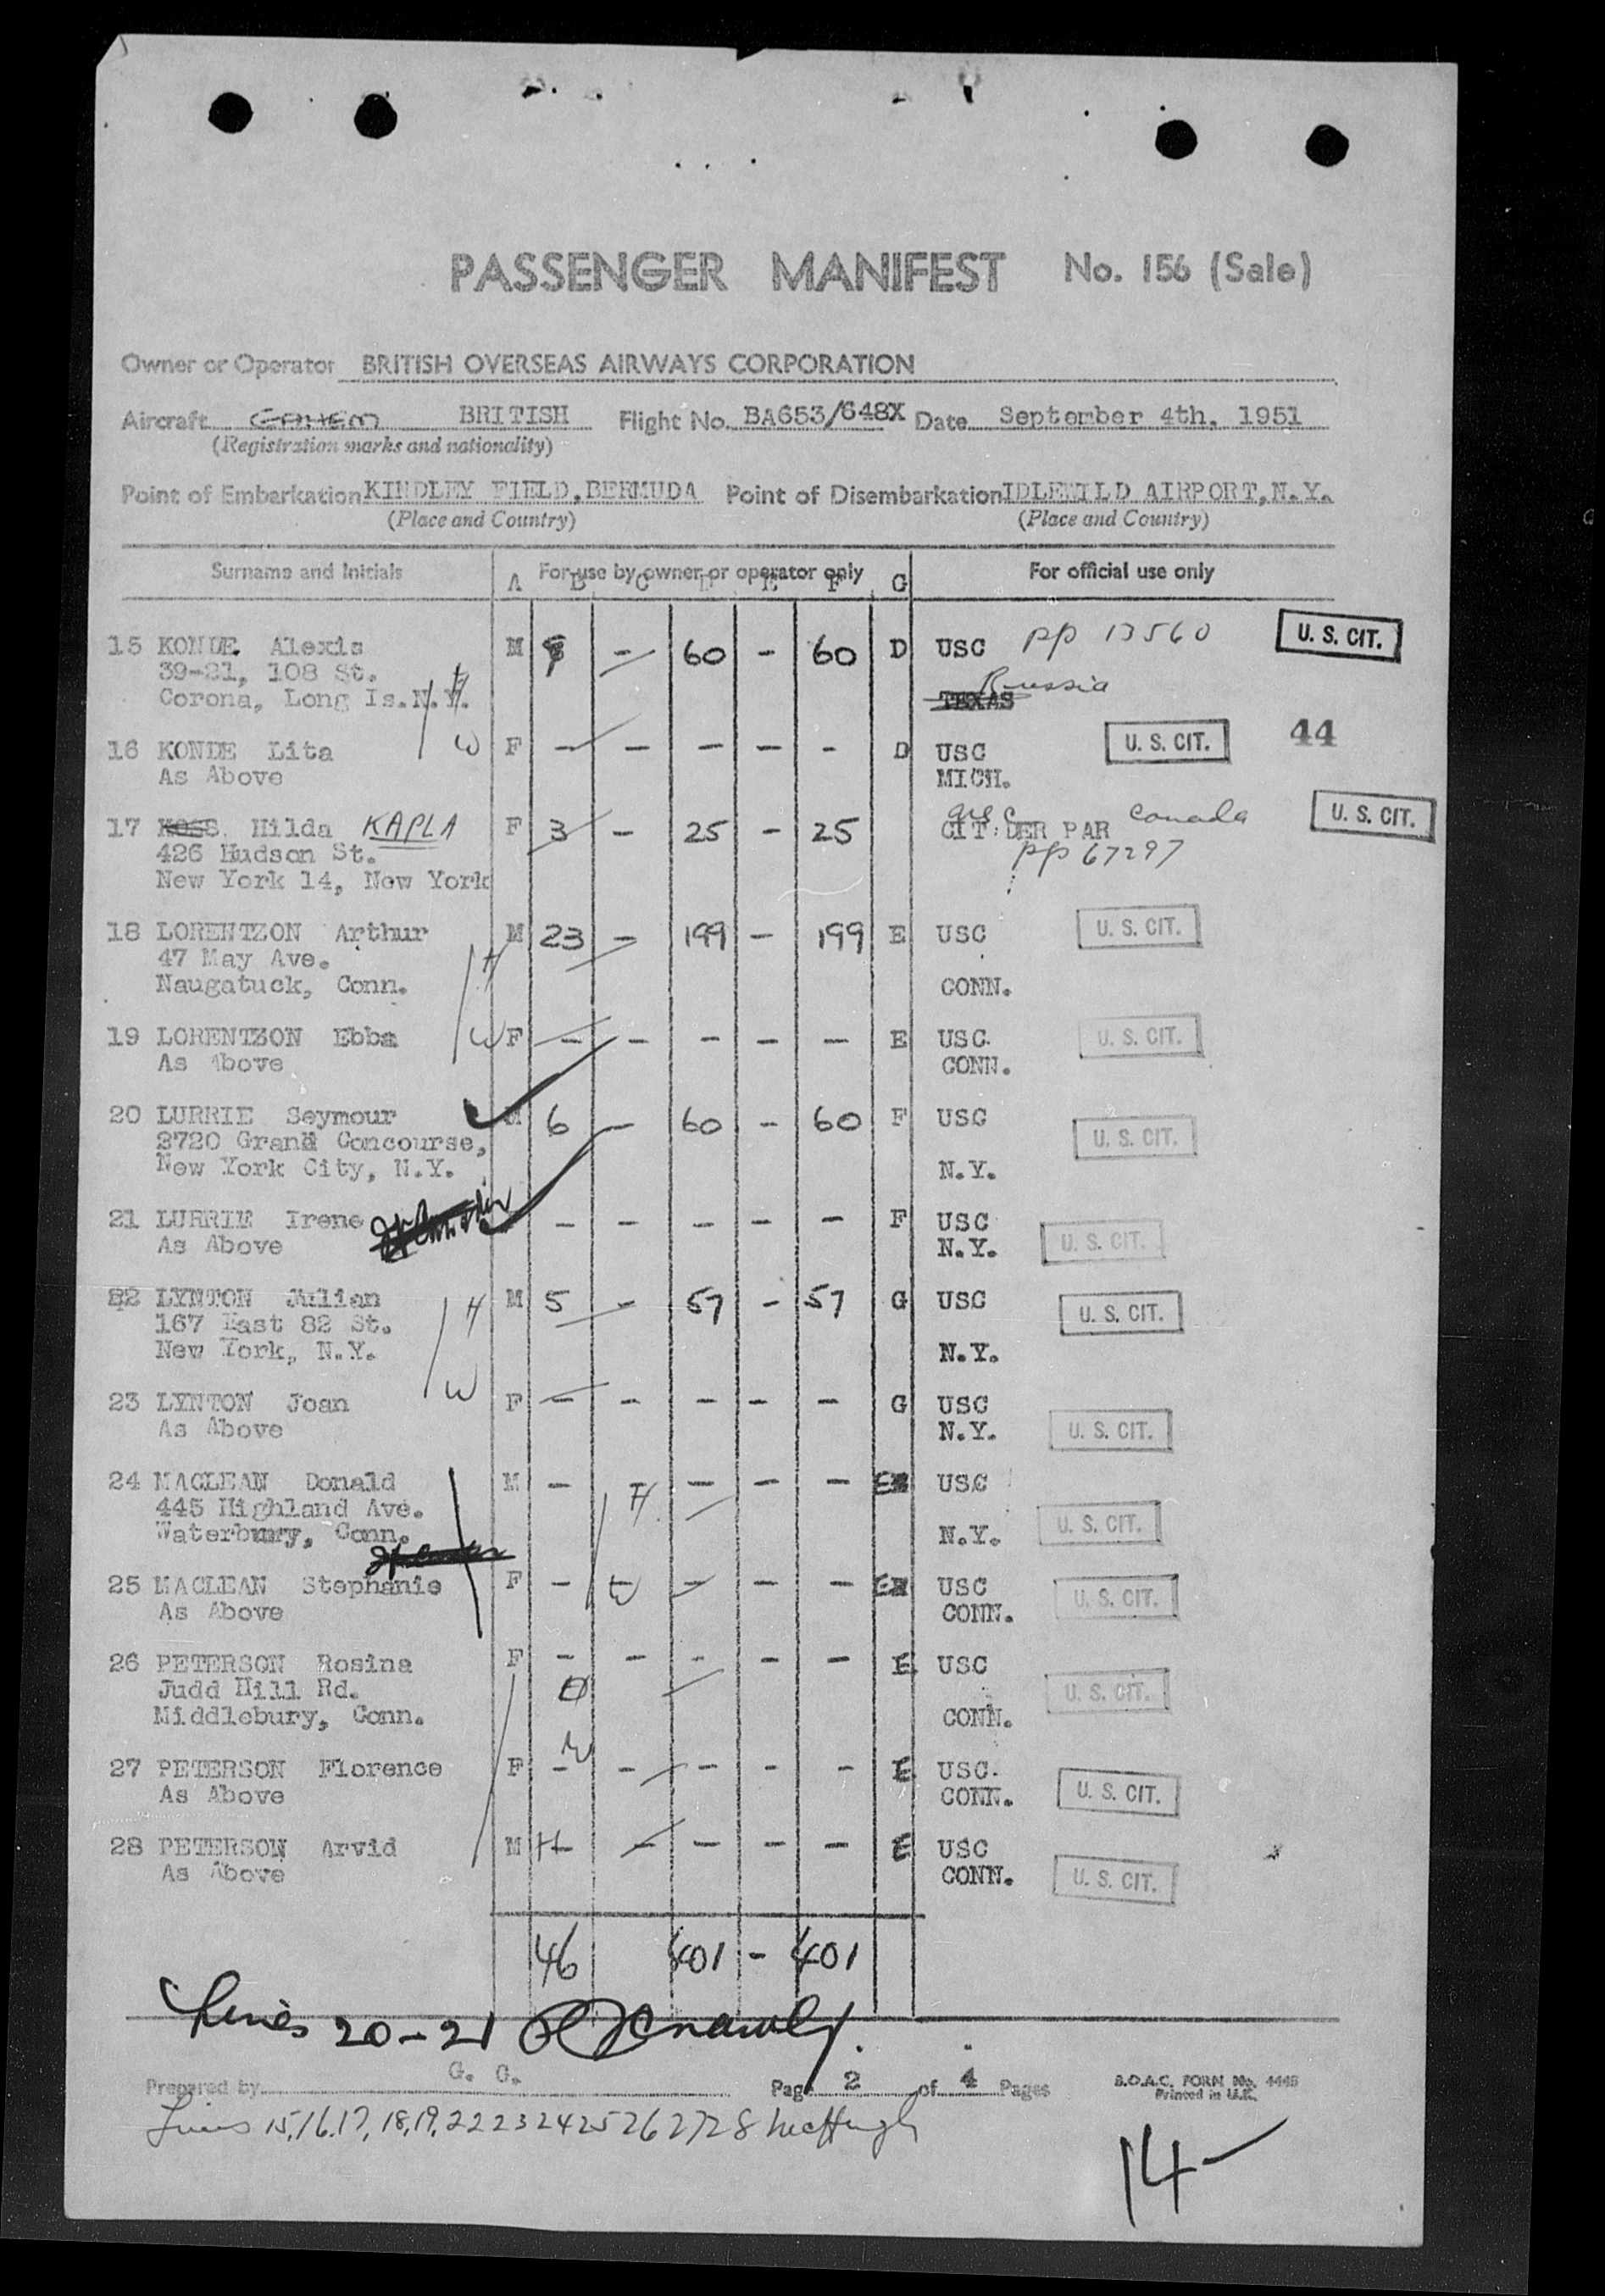 PASSENGER MANIFEST No. 156 (Sale)
Owner or Operator BRITISH OVERSEAS AIRWAYS CORPORATION
Aircraft BRITISH Flight No. BA653/648X Date September 4th, 1951
(Registration marks and nationality)
Point of Embarkation KINDLEY FIELD, BERMUDA Point of Disembarkation IDLEWILD AIRPORT, N.Y.
(Place and Country) (Place and Country)
Surname and Initials For use by owner or operator only For official use only
A B C D E F G
15 KONDE Alexis M - 60 - 60 D USC PP 13560 U. S. CIT.
39-21, 108 St. Russia
Corona, Long Is. N.Y. TEXAS
16 KONDE Lita W F - - - - - D USC U. S. CIT. 44
As Above MICH.
17 Hilda KAPLA F 3 - 25 - 25 CIT: DER PAR Canada U. S. CIT.
426 Hudson St. PP 67297
New York 14, New York
18 LORENTZON Arthur M 23 - 199 - 199 E USC U. S. CIT.
47 May Ave. H
Naugatuck, Conn. CONN.
19 LORENTZON Ebba W F - - - - - E USC. U. S. CIT.
As Above CONN.
20 LURRIE Seymour M 6 - 60 - 60 F USC U. S. CIT.
2720 Grand Concourse,
New York City, N.Y. N.Y.
21 LURRIE Irene - - - - - F USC U. S. CIT.
As Above N.Y.
22 LYNTON Julian H M 5 - 57 - 57 G USC U. S. CIT.
167 East 82 St.
New York, N.Y. N.Y.
23 LYNTON Joan W F - - - - - G USC U. S. CIT.
As Above N.Y.
24 MACLEAN Donald M - H - - - E USC U. S. CIT.
445 Highland Ave.
Waterbury, Conn. N.Y.
25 MACLEAN Stephanie F - W - - - E USC U. S. CIT.
As Above CONN.
26 PETERSON Rosina F - - - - - E USC U. S. CIT.
Judd Hill Rd.
Middlebury, Conn. CONN.
27 PETERSON Florence F W - - - - - E USC. U. S. CIT.
As Above CONN.
28 PETERSON Arvid M H - - - - E USC U. S. CIT.
As Above CONN.
46 401 - 401
Lines 20-21
Prepared by G. C. Page 2 of 4 Pages B.O.A.C. FORM No. 4445
Printed in U.K.
Lines 15, 16, 17, 18, 19, 22 23 24 25 26 27 28
14-